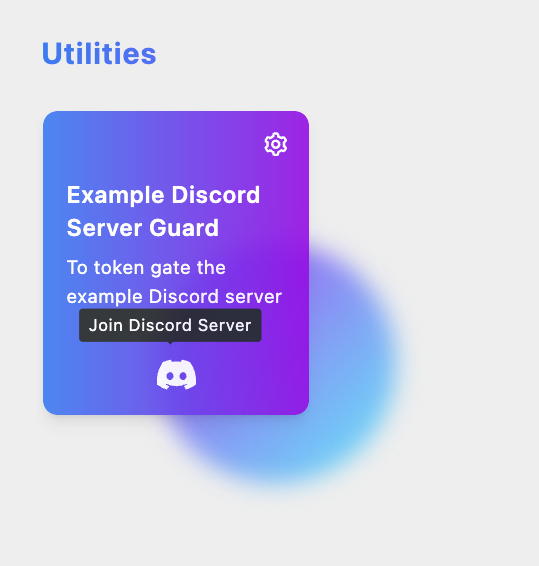 Utilities
Example Discord
Server Guard
To token gate the
example Discord server
Join Discord Server